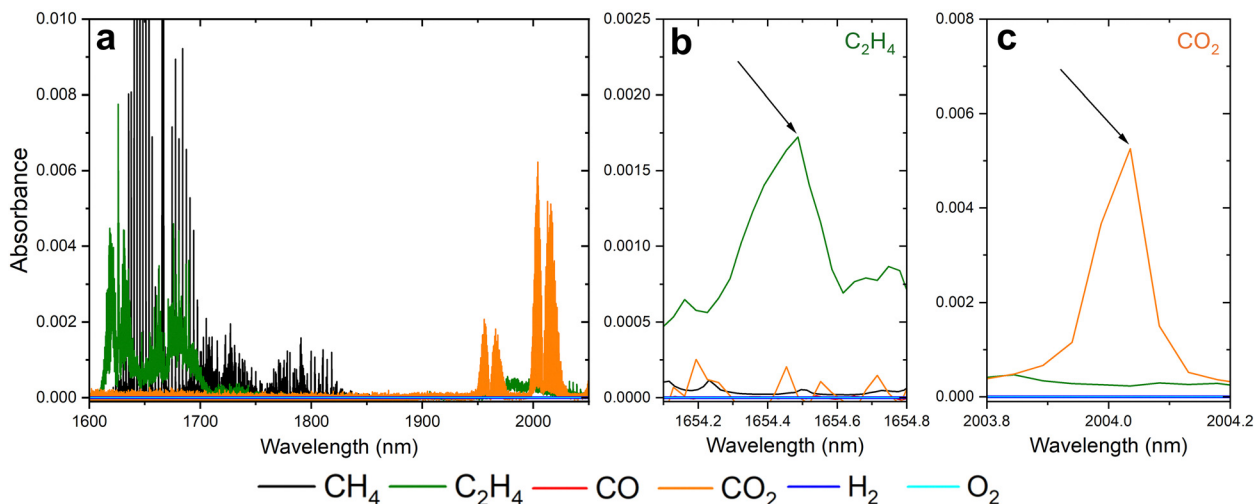 a
0.010
0.008
0.006
0.004
0.002
0.000
Absorbance
1600 1700 1800 1900 2000
Wavelength (nm)
b
C₂H₄
0.0025
0.0020
0.0015
0.0010
0.0005
0.0000
1654.2 1654.4 1654.6 1654.8
Wavelength (nm)
c
CO₂
0.008
0.006
0.004
0.002
0.000
2003.8 2004.0 2004.2
Wavelength (nm)
CH₄ C₂H₄ CO CO₂ H₂ O₂